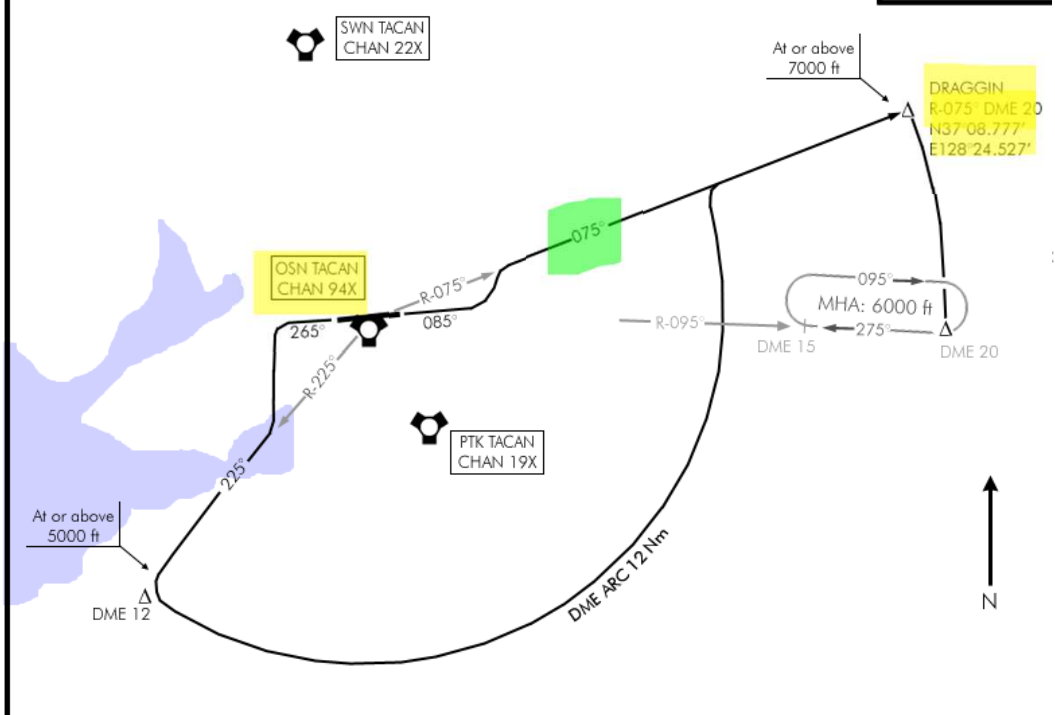 SWN TACAN
CHAN 22X
At or above
7000 ft
DRAGGIN
R-075° DME 20
N37°08.777'
E128°24.527'
075°
OSN TACAN
CHAN 94X
R-075°
265°
085°
095°
MHA: 6000 ft
R-095°
275°
DME 15
DME 20
R-225°
PTK TACAN
CHAN 19X
225°
At or above
5000 ft
DME 12
DME ARC 12 Nm
N